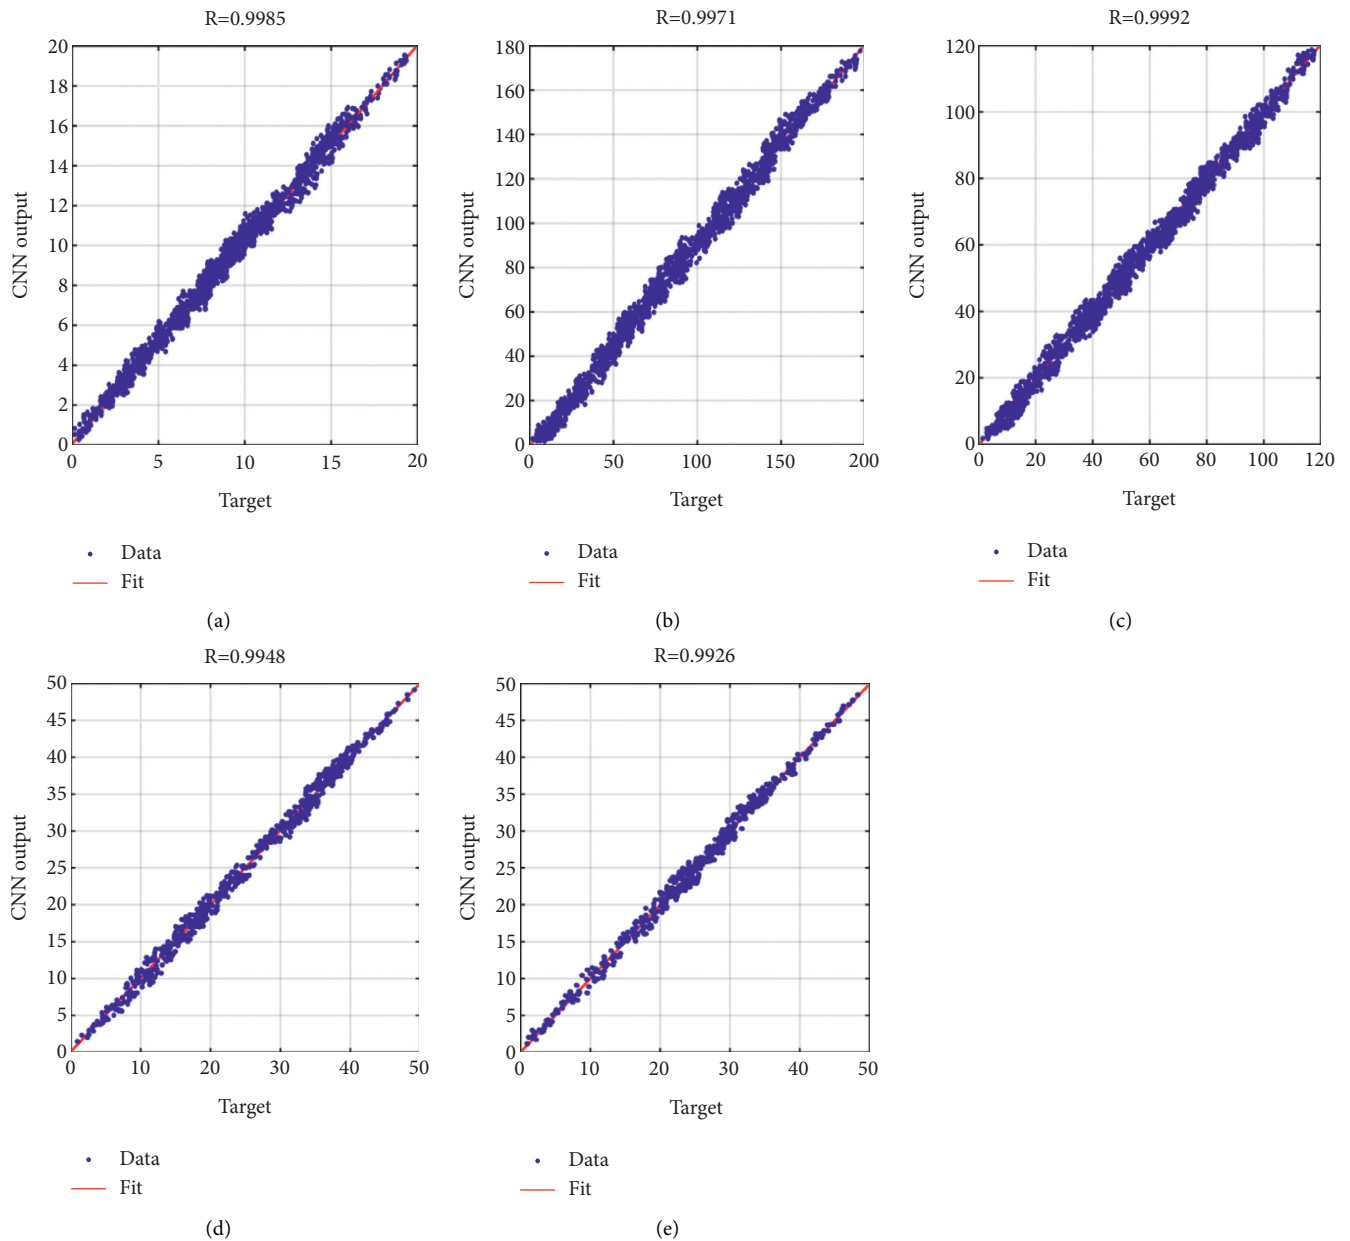 R=0.9985
20
18
16
14
12
10
8
6
4
2
0
CNN output
0 5 10 15 20
Target
Data
Fit
(a)
R=0.9971
180
160
140
120
100
80
60
40
20
0
CNN output
0 50 100 150 200
Target
Data
Fit
(b)
R=0.9992
120
100
80
60
40
20
0
CNN output
0 20 40 60 80 100 120
Target
Data
Fit
(c)
R=0.9948
50
45
40
35
30
25
20
15
10
5
0
CNN output
0 10 20 30 40 50
Target
Data
Fit
(d)
R=0.9926
50
45
40
35
30
25
20
15
10
5
0
CNN output
0 10 20 30 40 50
Target
Data
Fit
(e)